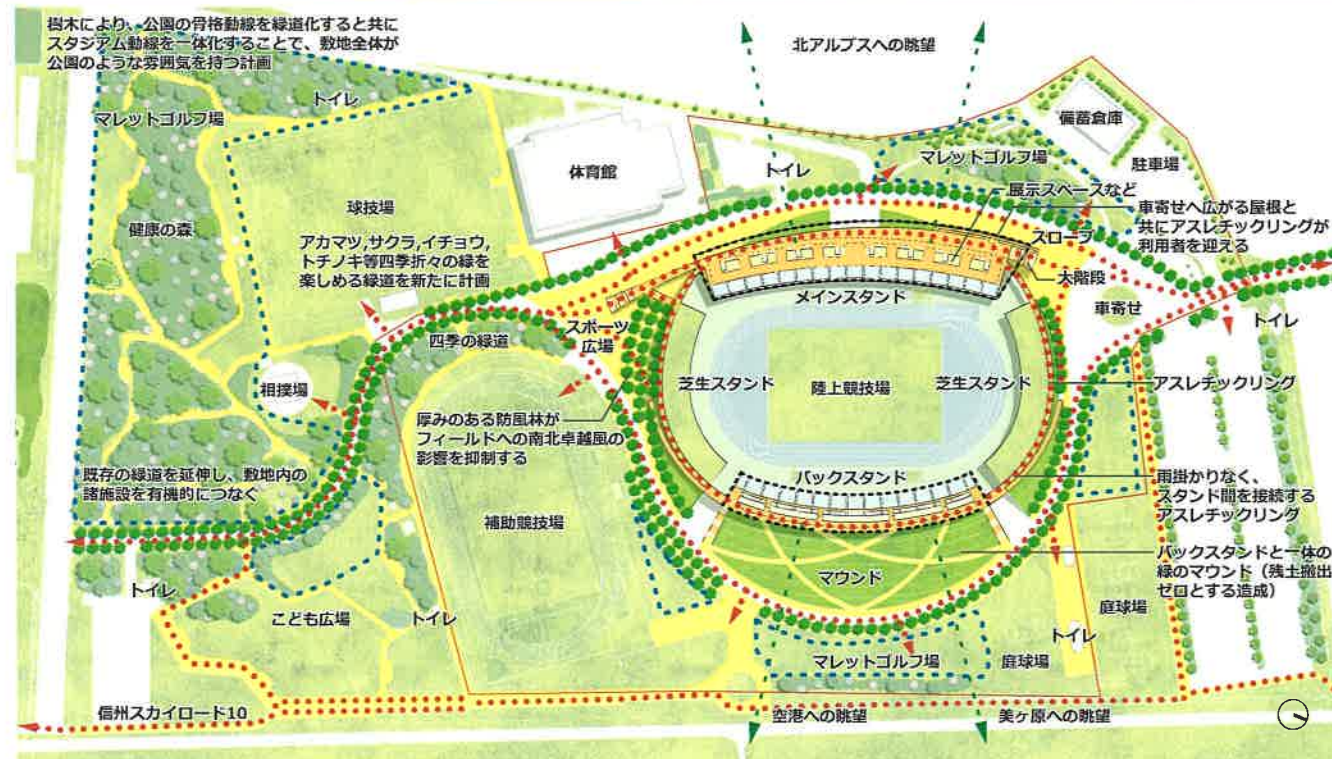 樹木により、公園の骨格動線を緑道化すると共に
スタジアム動線を一体化することで、敷地全体が
公園のような雰囲気を持つ計画
北アルプスへの眺望
トイレ
マレットゴルフ場
備蓄倉庫
駐車場
体育館
トイレ
マレットゴルフ場
展示スペースなど
車寄せへ広がる屋根と
共にアスレチックリングが
利用者を迎える
球技場
健康の森
アカマツ,サクラ,イチョウ,
トチノキ等四季折々の緑を
楽しめる緑道を新たに計画
スロープ
大階段
メインスタンド
車寄せ
トイレ
スポーツ
広場
四季の緑道
相撲場
芝生スタンド
陸上競技場
芝生スタンド
アスレチックリング
厚みのある防風林が
フィールドへの南北卓越風の
影響を抑制する
既存の緑道を延伸し、敷地内の
諸施設を有機的につなぐ
バックスタンド
雨掛かりなく、
スタンド間を接続する
アスレチックリング
補助競技場
バックスタンドと一体の
緑のマウンド（残土搬出
ゼロとする造成）
マウンド
トイレ
こども広場
トイレ
庭球場
トイレ
マレットゴルフ場
庭球場
信州スカイロード10
空港への眺望
美ヶ原への眺望